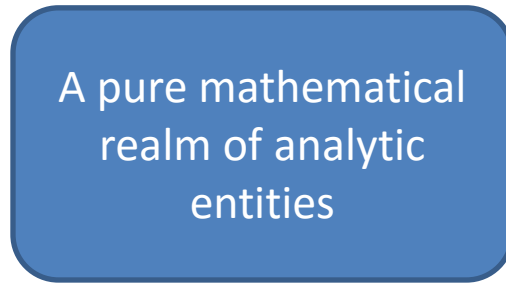 A pure mathematical
realm of analytic
entities